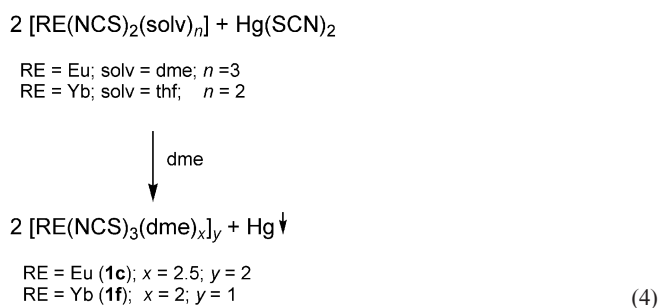 2 [RE(NCS)₂(solv)ₙ] + Hg(SCN)₂
RE = Eu; solv = dme; n =3
RE = Yb; solv = thf; n = 2
dme
2 [RE(NCS)₃(dme)ₓ]ᵧ + Hg↓
RE = Eu (1c); x = 2.5; y = 2
RE = Yb (1f); x = 2; y = 1
(4)